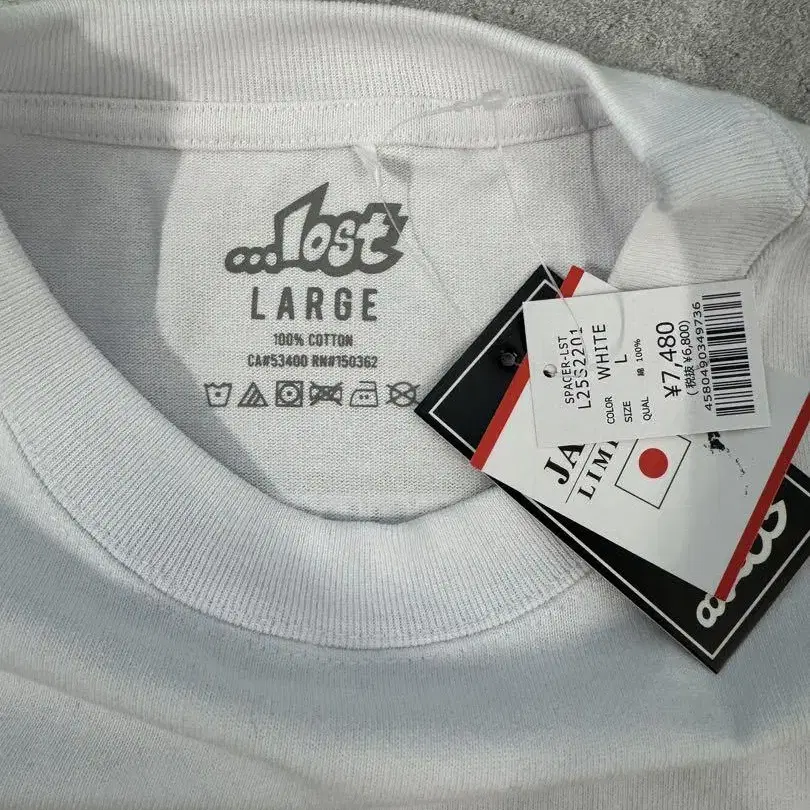 ...lost
LARGE
100% COTTON
CA#53400 RN#150362
SPACER-LST
L25S2201
COLOR WHITE
SIZE L
QUAL 綿 100%
¥7,480
(税抜 ¥6,800)
4580490349736
JA
LIMI